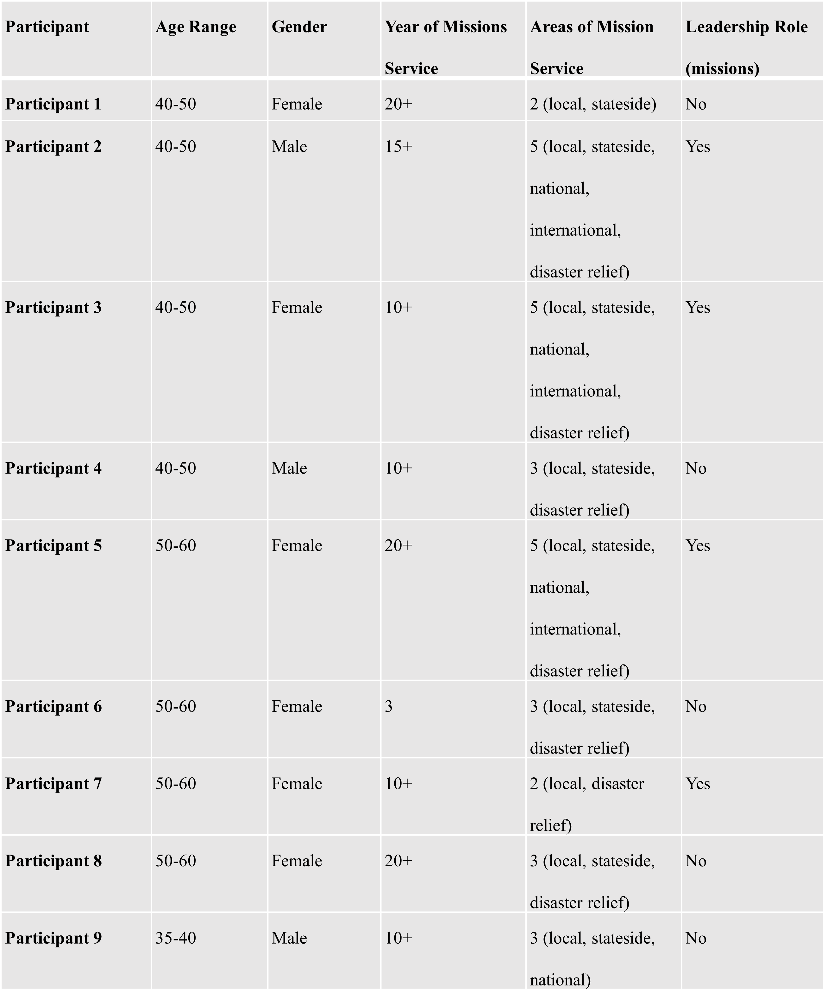 Participant Age Range Gender Year of Missions Service Areas of Mission Service Leadership Role (missions)
Participant 1 40-50 Female 20+ 2 (local, stateside) No
Participant 2 40-50 Male 15+ 5 (local, stateside, Yes
national,
international,
disaster relief)
Participant 3 40-50 Female 10+ 5 (local, stateside, Yes
national,
international,
disaster relief)
Participant 4 40-50 Male 10+ 3 (local, stateside, No
disaster relief)
Participant 5 50-60 Female 20+ 5 (local, stateside, Yes
national,
international,
disaster relief)
Participant 6 50-60 Female 3 3 (local, stateside, No
disaster relief)
Participant 7 50-60 Female 10+ 2 (local, disaster Yes
relief)
Participant 8 50-60 Female 20+ 3 (local, stateside, No
disaster relief)
Participant 9 35-40 Male 10+ 3 (local, stateside, No
national)